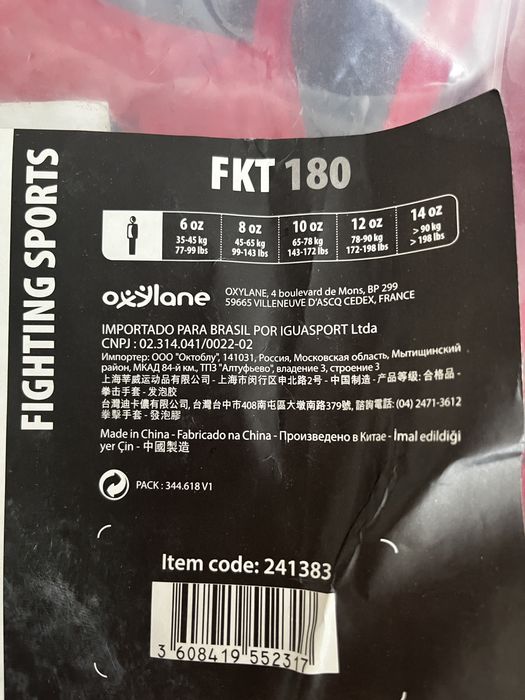 FIGHTING SPORTS
FKT 180
6 oz 8 oz 10 oz 12 oz 14 oz
35-45 kg 45-65 kg 65-78 kg 78-90 kg > 90 kg
77-99 lbs 99-143 lbs 143-172 lbs 172-198 lbs > 198 lbs
oxylane
OXYLANE, 4 boulevard de Mons, BP 299
59665 VILLENEUVE D'ASCQ CEDEX, FRANCE
IMPORTADO PARA BRASIL POR IGUASPORT Ltda
CNPJ : 02.314.041/0022-02
Импортер: ООО "Октоблу", 141031, Россия, Московская область, Мытищинский
район, МКАД 84-й км., ТПЗ "Алтуфьево", владение 3, строение 3
上海莘威运动品有限公司 - 上海市闵行区申北路2号 - 中国制造 - 产品等级: 合格品 -
拳击手套 - 发泡胶
台灣迪卡儂有限公司, 台灣台中市408南屯區大墩南路379號, 諮詢電話: (04) 2471-3612
拳擊手套 - 發泡膠
Made in China - Fabricado na China - Произведено в Китае - İmal edildiği
yer Çin - 中國製造
PACK : 344.618 V1
Item code: 241383
3 608419 552317